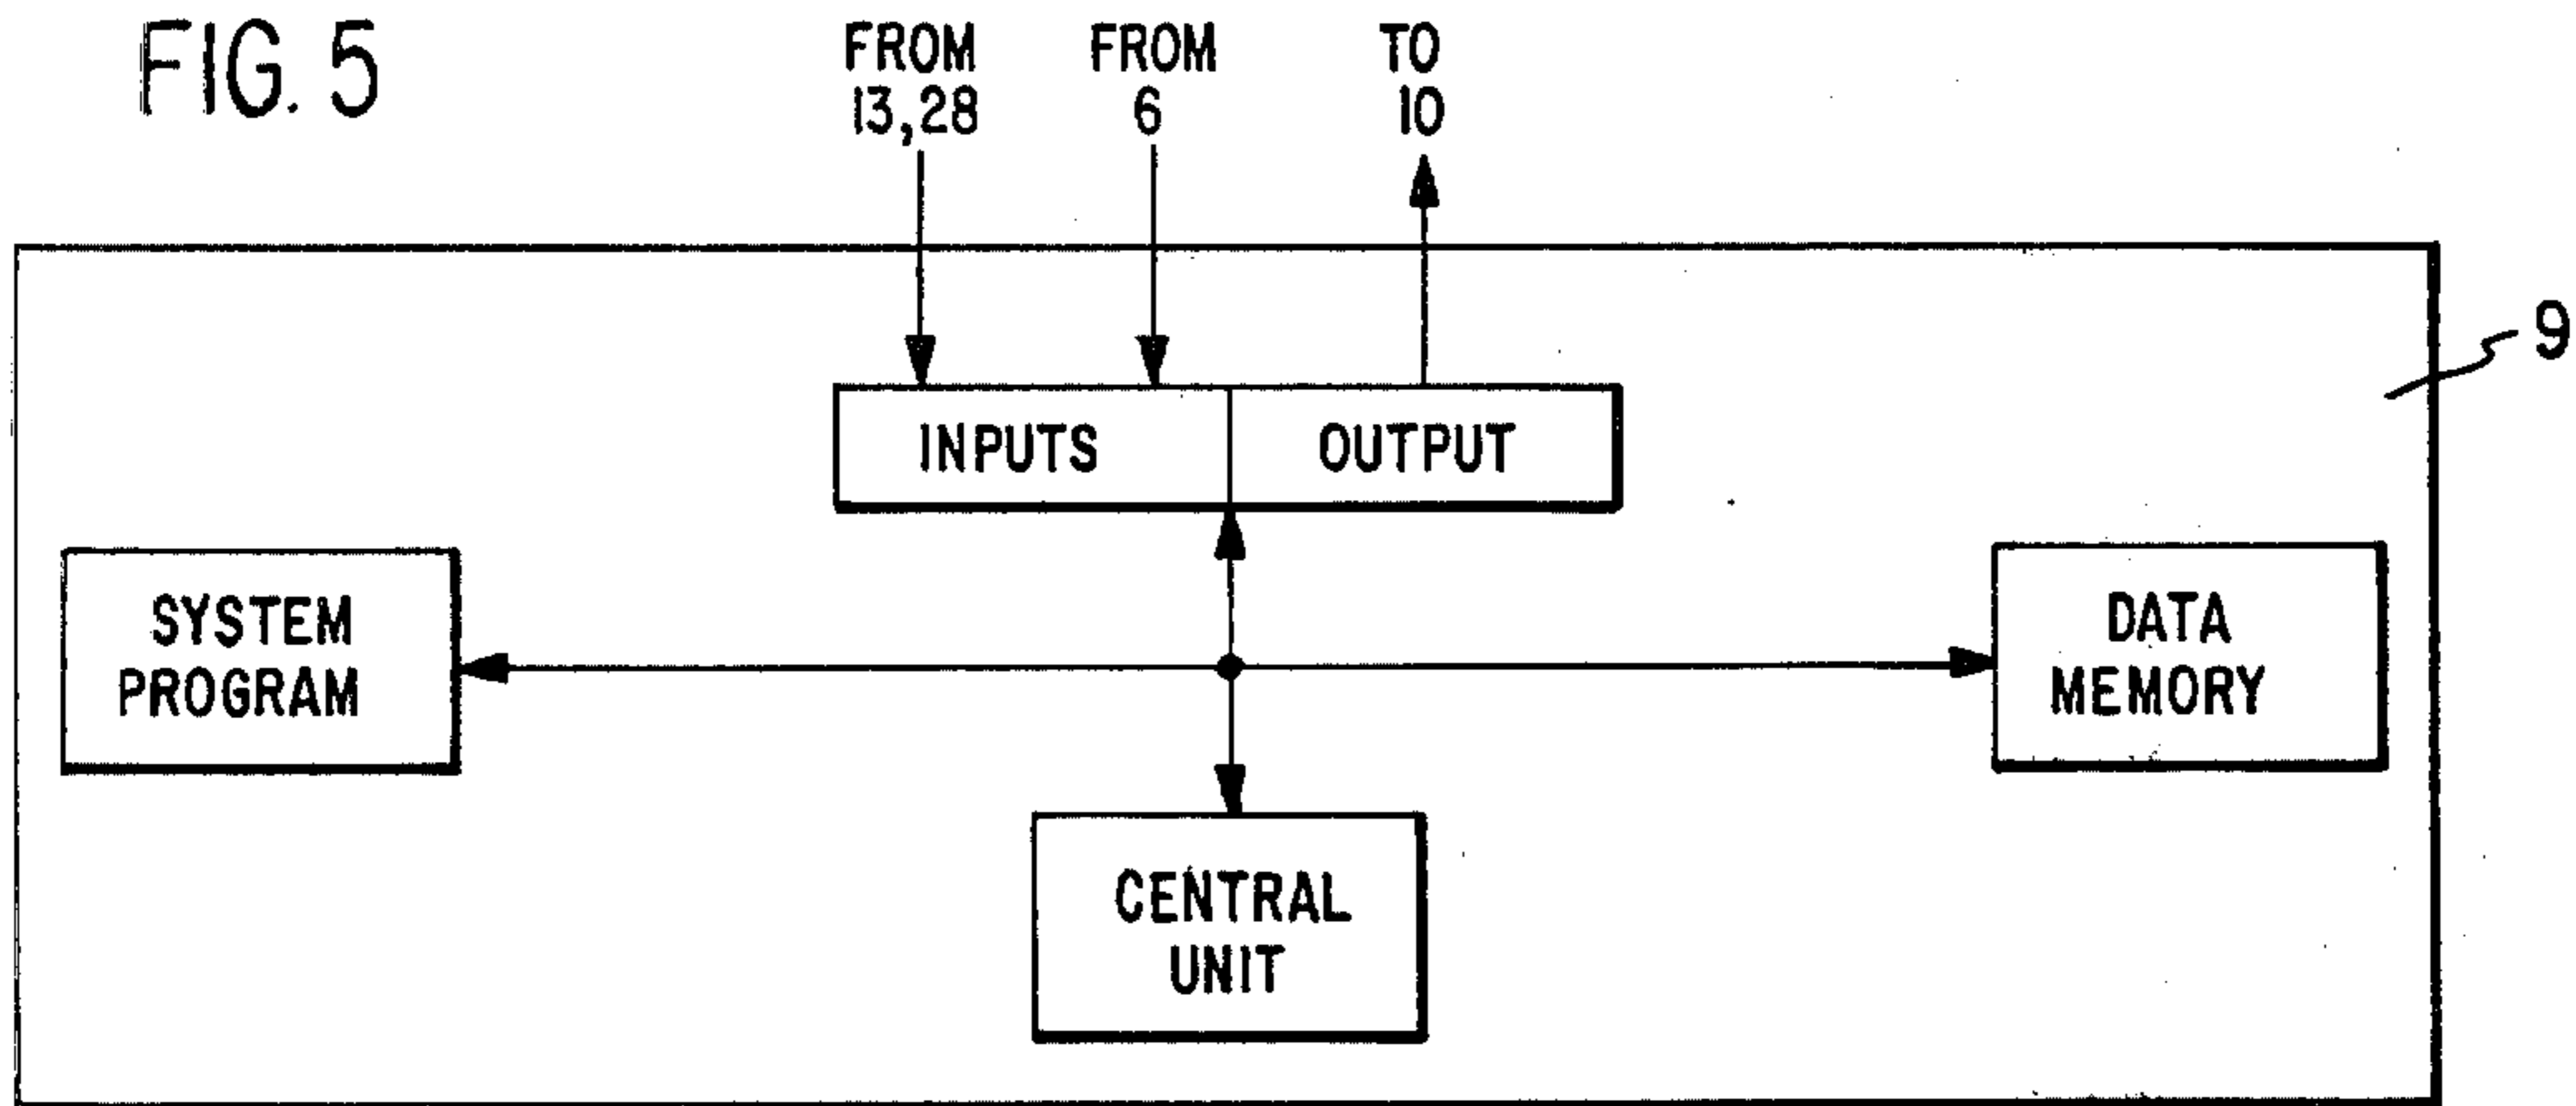 FIG. 5
FROM
13,28
FROM
6
TO
10
9
INPUTS
OUTPUT
SYSTEM
PROGRAM
DATA
MEMORY
CENTRAL
UNIT